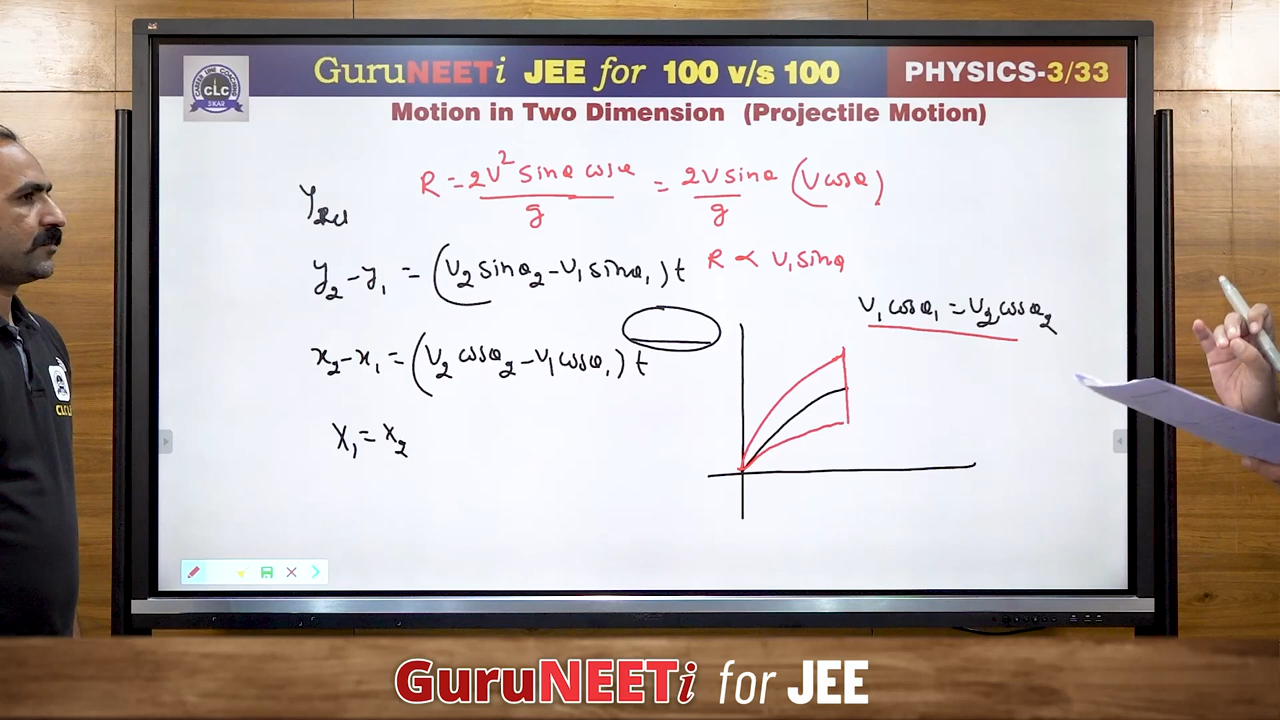 GuruNEETi JEE for 100 v/s 100
PHYSICS-3/33
CLC
SIKAR
Motion in Two Dimension (Projectile Motion)
R = 2v² sinθ cosθ / g = 2v sinθ / g (v cosθ)
y₂ - y₁ = (v₂ sinθ₂ - v₁ sinθ₁) t
R ∝ v₁ sinθ
v₁ cosθ₁ = v₂ cosθ₂
x₂ - x₁ = (v₂ cosθ₂ - v₁ cosθ₁) t
x₁ = x₂
GuruNEETi for JEE